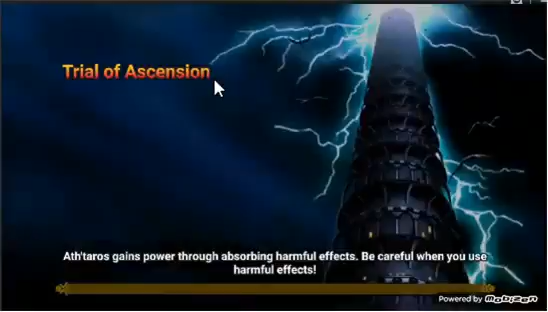 Trial of Ascension
Ath'taros gains power through absorbing harmful effects. Be careful when you use
harmful effects!
Powered by Mobizen